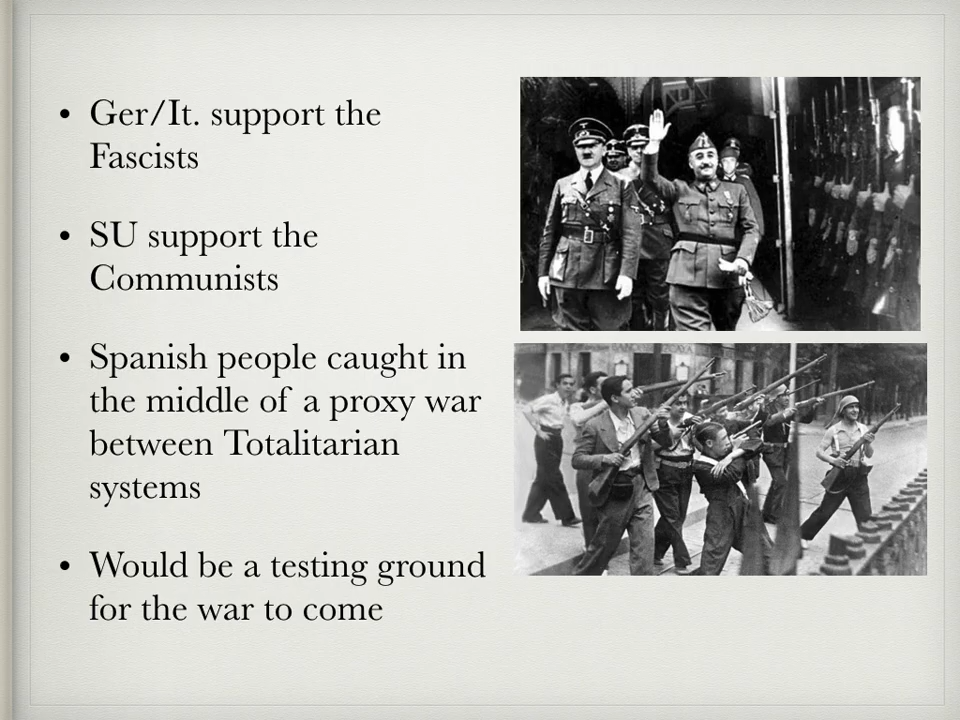 • Ger/It. support the
Fascists
• SU support the
Communists
• Spanish people caught in
the middle of a proxy war
between Totalitarian
systems
• Would be a testing ground
for the war to come